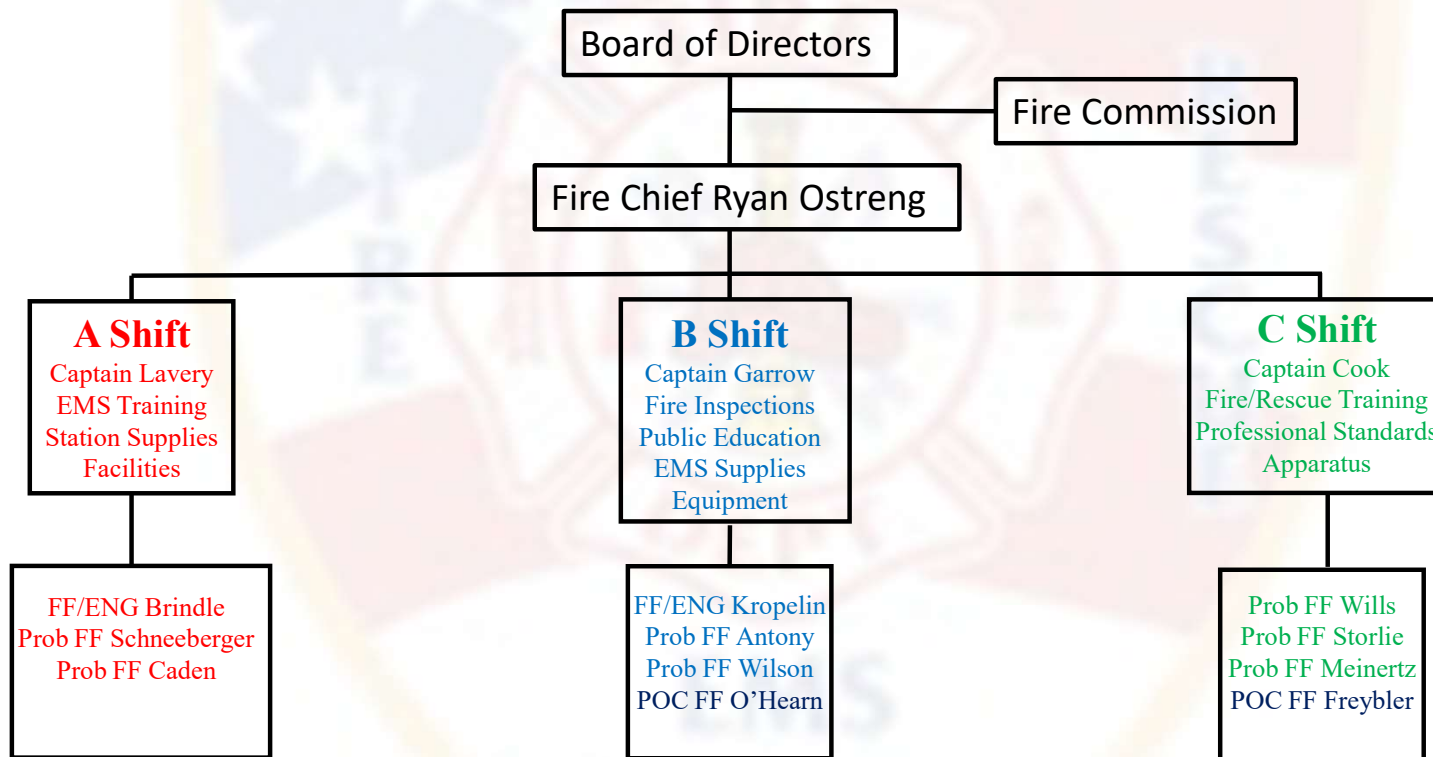 Board of Directors
Fire Commission
Fire Chief Ryan Ostreng
A Shift
Captain Lavery
EMS Training
Station Supplies
Facilities
B Shift
Captain Garrow
Fire Inspections
Public Education
EMS Supplies
Equipment
C Shift
Captain Cook
Fire/Rescue Training
Professional Standards
Apparatus
FF/ENG Brindle
Prob FF Schneeberger
Prob FF Caden
FF/ENG Kropelin
Prob FF Antony
Prob FF Wilson
POC FF O’Hearn
Prob FF Wills
Prob FF Storlie
Prob FF Meinertz
POC FF Freybler
FIRE
EMS